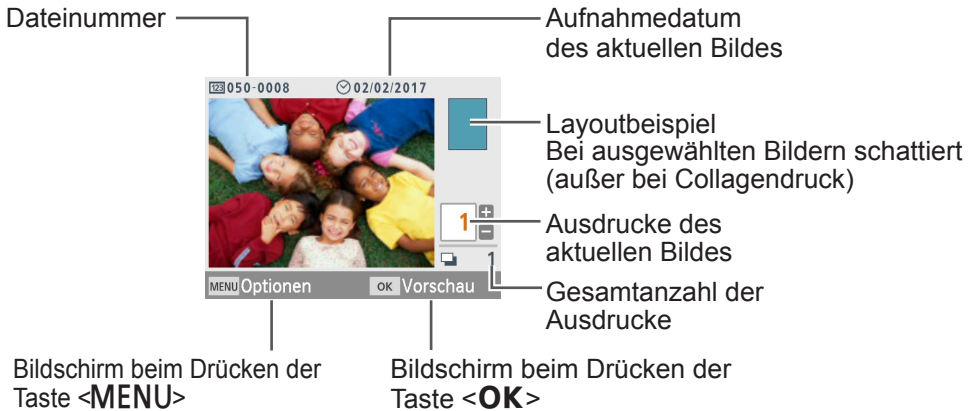 Dateinummer
Aufnahmedatum
des aktuellen Bildes
123 050-0008
02/02/2017
Layoutbeispiel
Bei ausgewählten Bildern schattiert
(außer bei Collagendruck)
1
+
−
Ausdrucke des
aktuellen Bildes
1
Gesamtanzahl der
Ausdrucke
MENU Optionen
OK Vorschau
Bildschirm beim Drücken der
Taste <MENU>
Bildschirm beim Drücken der
Taste <OK>